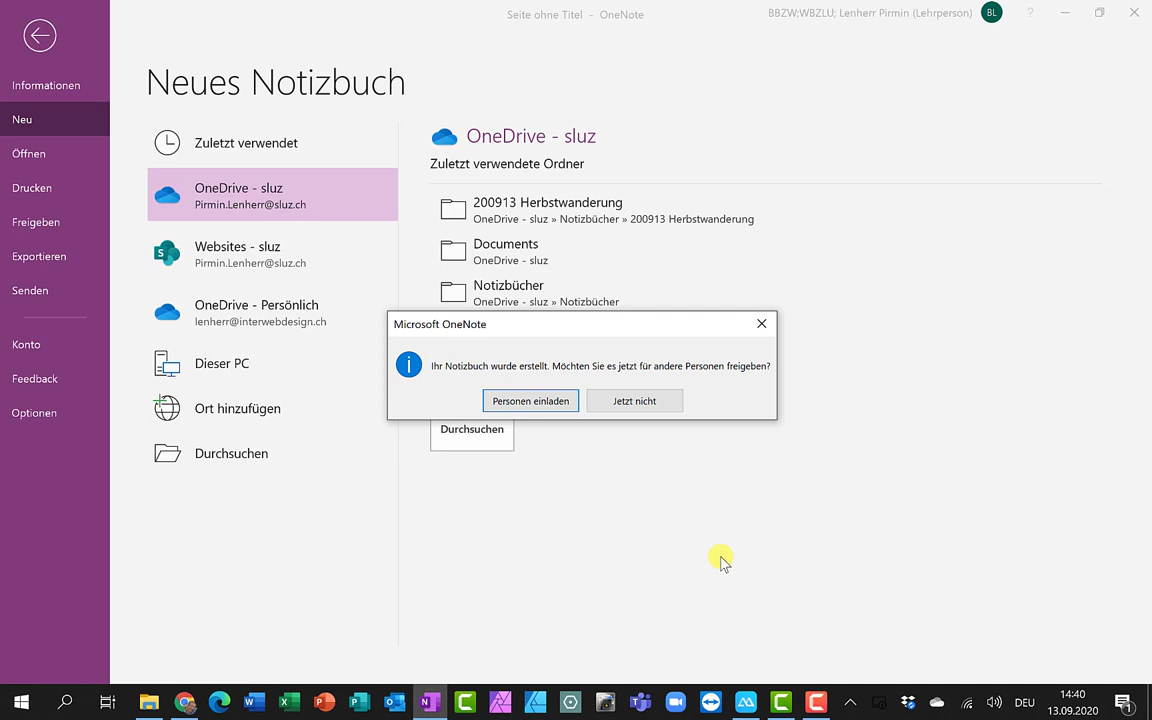 Seite ohne Titel - OneNote
BBZW;WBZLU; Lenherr Pirmin (Lehrperson)
BL
?
Informationen
Neu
Öffnen
Drucken
Freigeben
Exportieren
Senden
Konto
Feedback
Optionen
Neues Notizbuch
Zuletzt verwendet
OneDrive - sluz
Pirmin.Lenherr@sluz.ch
Websites - sluz
Pirmin.Lenherr@sluz.ch
OneDrive - Persönlich
lenherr@interwebdesign.ch
Dieser PC
Ort hinzufügen
Durchsuchen
OneDrive - sluz
Zuletzt verwendete Ordner
200913 Herbstwanderung
OneDrive - sluz » Notizbücher » 200913 Herbstwanderung
Documents
OneDrive - sluz
Notizbücher
OneDrive - sluz » Notizbücher
Microsoft OneNote
Ihr Notizbuch wurde erstellt. Möchten Sie es jetzt für andere Personen freigeben?
Personen einladen
Jetzt nicht
Durchsuchen
DEU
14:40
13.09.2020
1